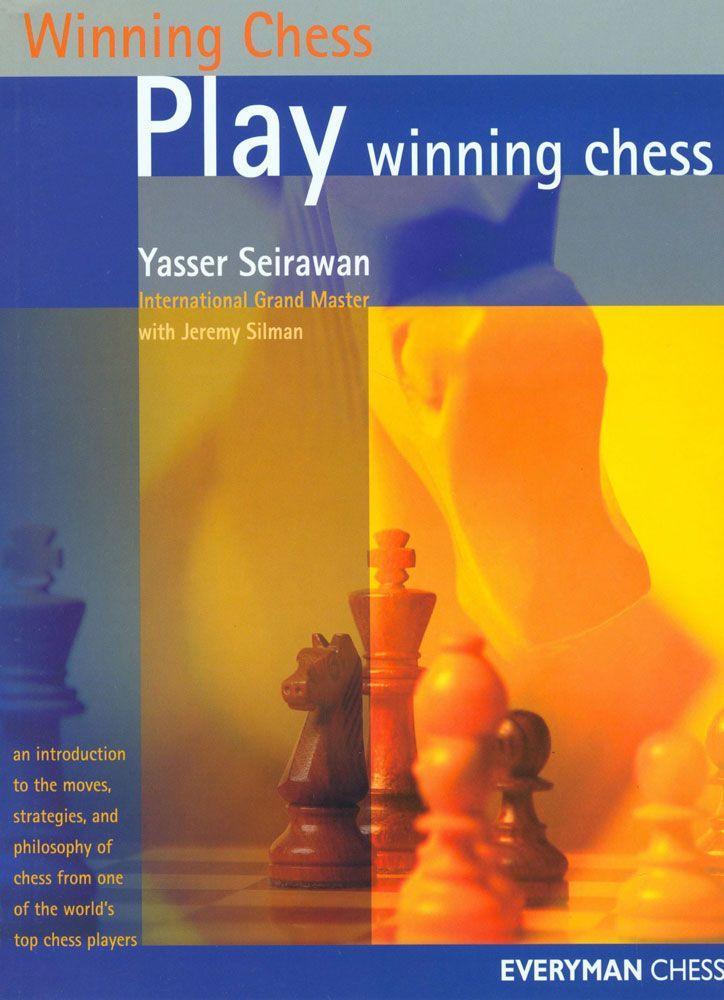 Winning Chess
Play winning chess
Yasser Seirawan
International Grand Master
with Jeremy Silman
an introduction
to the moves,
strategies, and
philosophy of
chess from one
of the world's
top chess players
EVERYMAN CHESS